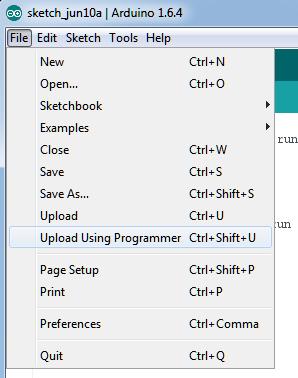 sketch_jun10a | Arduino 1.6.4
File Edit Sketch Tools Help
New Ctrl+N
Open... Ctrl+O
Sketchbook
Examples
run
Close Ctrl+W
Save Ctrl+S
Save As... Ctrl+Shift+S
Upload Ctrl+U
run
Upload Using Programmer Ctrl+Shift+U
Page Setup Ctrl+Shift+P
Print Ctrl+P
Preferences Ctrl+Comma
Quit Ctrl+Q